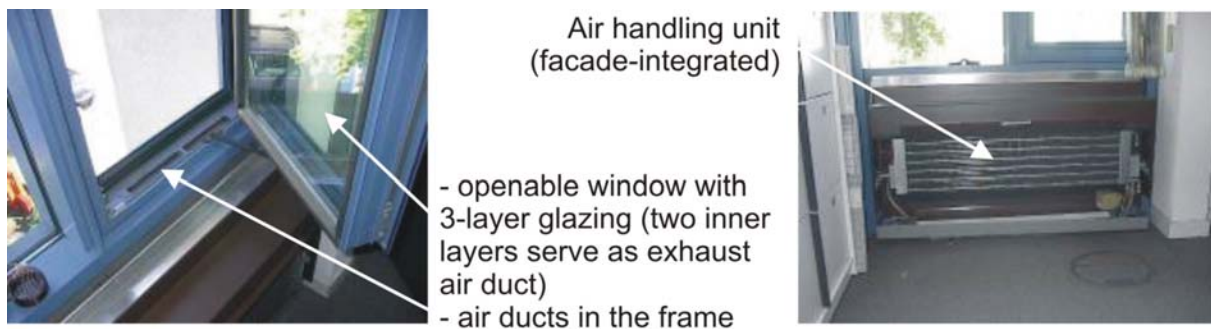 Air handling unit
(facade-integrated)
- openable window with
3-layer glazing (two inner
layers serve as exhaust
air duct)
- air ducts in the frame